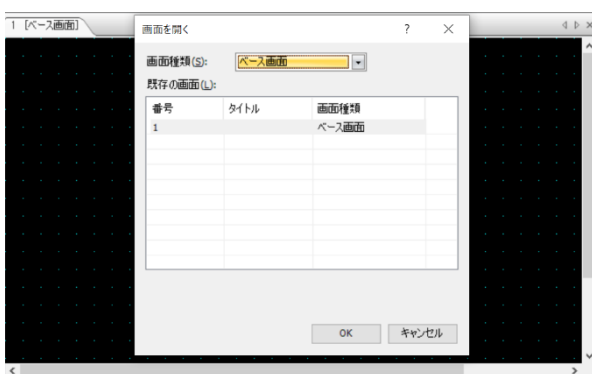 1 [ベース画面]
画面を開く
画面種類(S): ベース画面
既存の画面(L):
番号 タイトル 画面種類
1 ベース画面
OK キャンセル